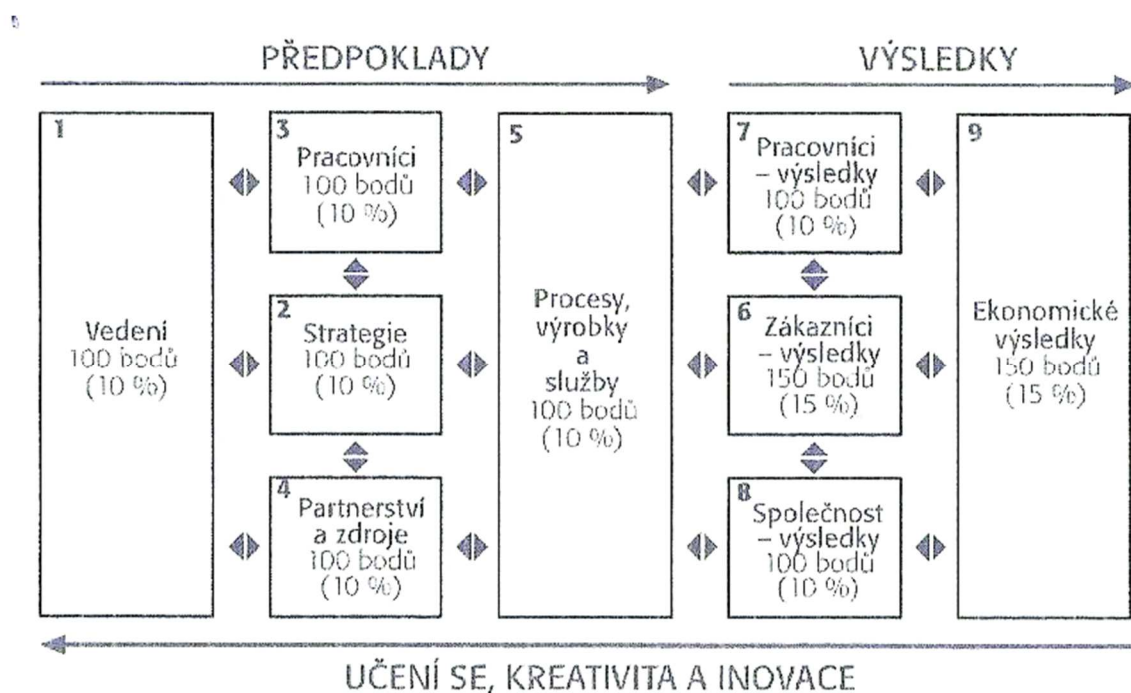 PŘEDPOKLADY
VÝSLEDKY
1
Vedení
100 bodů
(10 %)
3
Pracovníci
100 bodů
(10 %)
2
Strategie
100 bodů
(10 %)
4
Partnerství
a zdroje
100 bodů
(10 %)
5
Procesy,
výrobky
a
služby
100 bodů
(10 %)
7
Pracovníci
– výsledky
100 bodů
(10 %)
6
Zákazníci
– výsledky
150 bodů
(15 %)
8
Společnost
– výsledky
100 bodů
(10 %)
9
Ekonomické
výsledky
150 bodů
(15 %)
UČENÍ SE, KREATIVITA A INOVACE